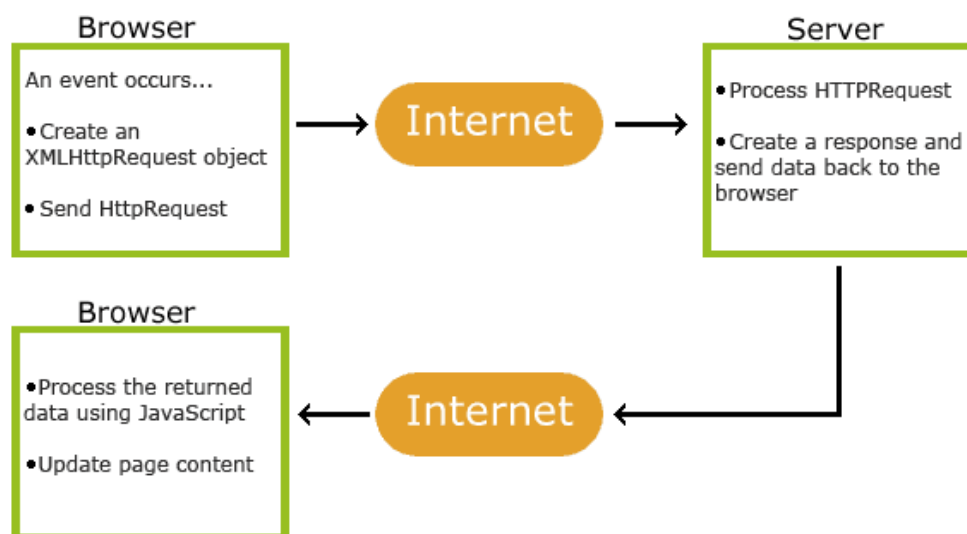 Browser
An event occurs...
•Create an
XMLHttpRequest object
• Send HttpRequest
Internet
Server
•Process HTTPRequest
•Create a response and
send data back to the
browser
Browser
•Process the returned
data using JavaScript
•Update page content
Internet